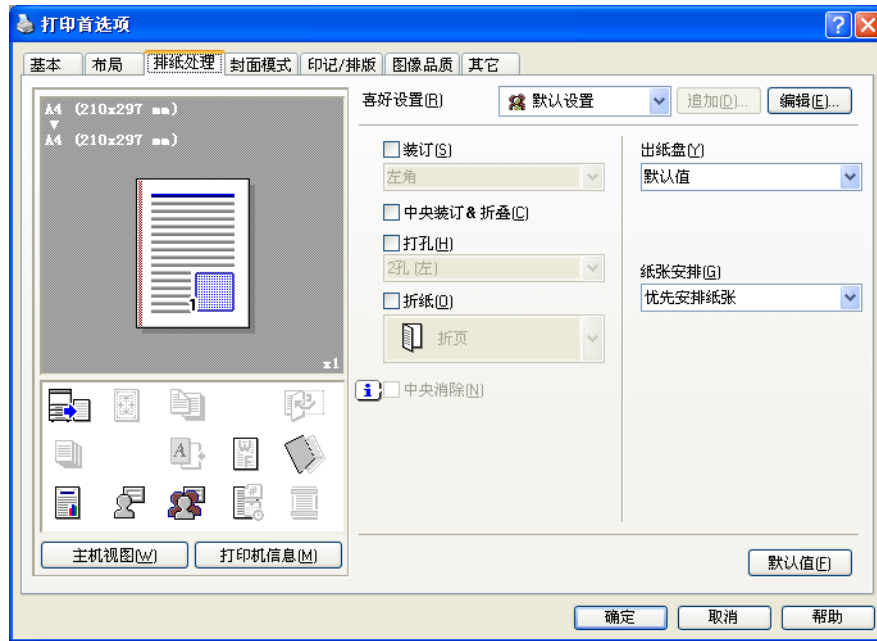 打印首选项
基本 布局 排纸处理 封面模式 印记/排版 图像品质 其它
A4 (210x297 mm)
A4 (210x297 mm)
1
x1
主机视图(W) 打印机信息(M)
喜好设置(R) 默认设置 追加(D)... 编辑(E)...
装订(S)
左角
中央装订 & 折叠(C)
打孔(H)
2孔 (左)
折纸(O)
折页
中央消除(N)
出纸盘(Y)
默认值
纸张安排(G)
优先安排纸张
默认值(F)
确定 取消 帮助